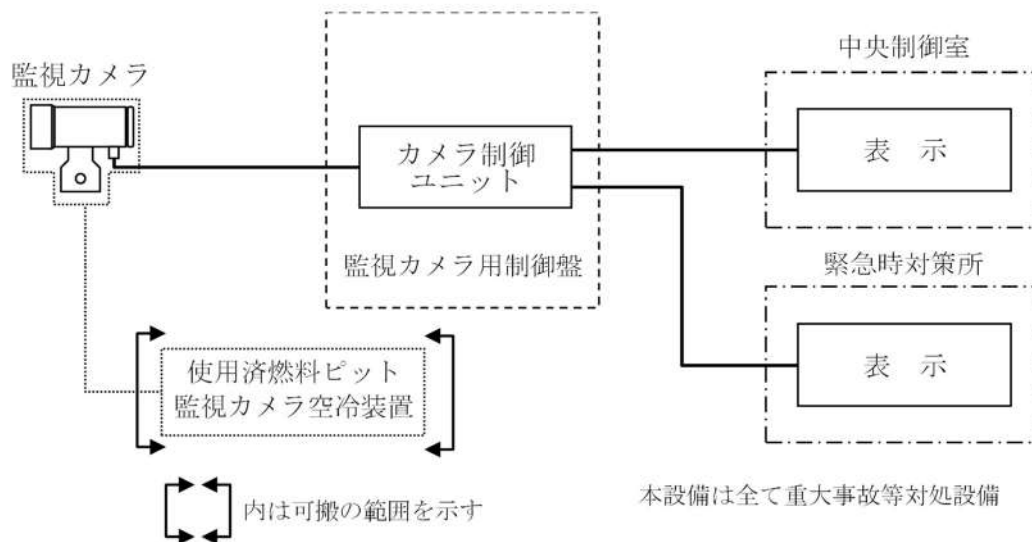 監視カメラ
カメラ制御
ユニット
監視カメラ用制御盤
中央制御室
表 示
緊急時対策所
表 示
使用済燃料ピット
監視カメラ空冷装置
内は可搬の範囲を示す
本設備は全て重大事故等対処設備